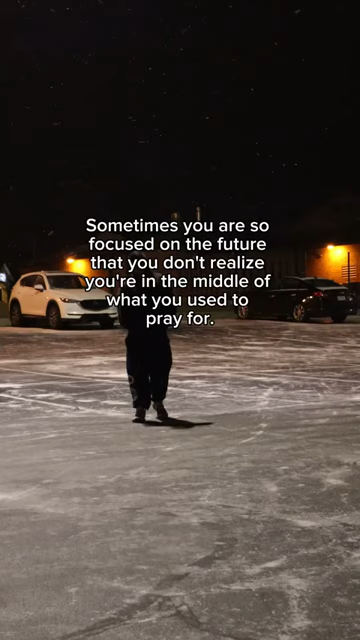 Sometimes you are so
focused on the future
that you don't realize
you're in the middle of
what you used to
pray for.